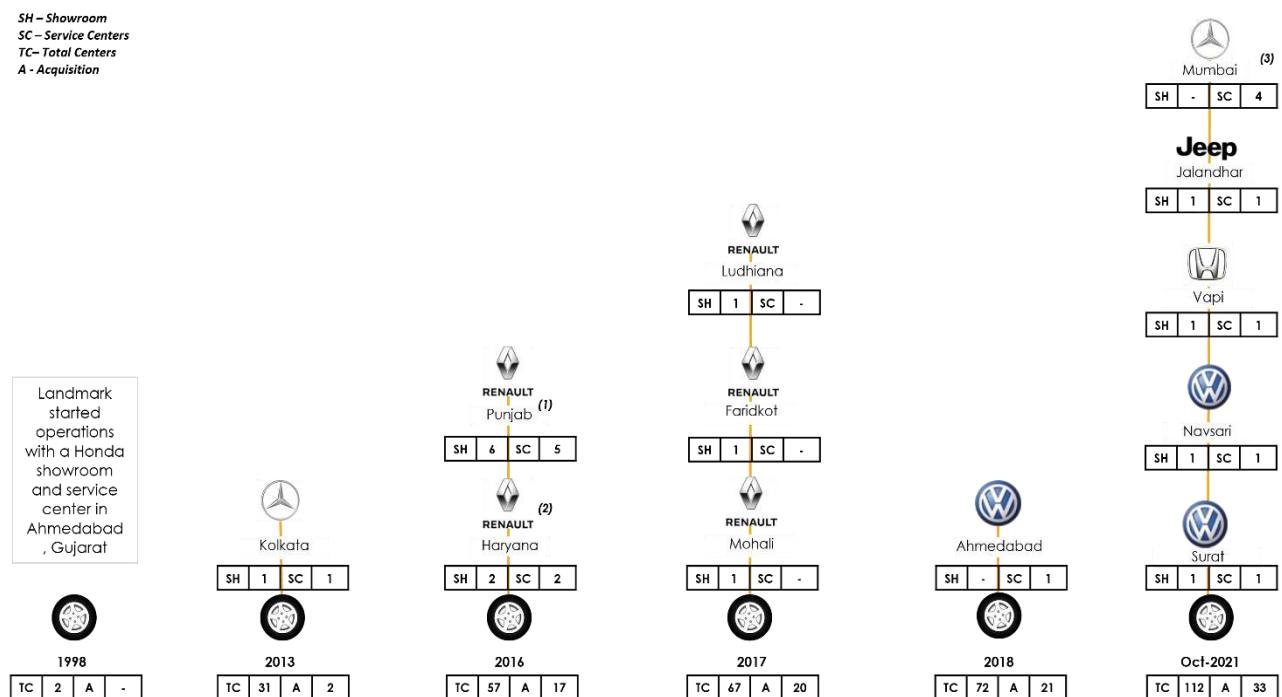 SH – Showroom
SC – Service Centers
TC– Total Centers
A - Acquisition
Landmark
started
operations
with a Honda
showroom
and service
center in
Ahmedabad
, Gujarat
1998
TC 2 A -
Kolkata
SH 1 SC 1
2013
TC 31 A 2
RENAULT
Punjab (1)
SH 6 SC 5
RENAULT (2)
Haryana
SH 2 SC 2
2016
TC 57 A 17
RENAULT
Ludhiana
SH 1 SC -
RENAULT
Faridkot
SH 1 SC -
RENAULT
Mohali
SH 1 SC -
2017
TC 67 A 20
Ahmedabad
SH - SC 1
2018
TC 72 A 21
(3)
Mumbai
SH - SC 4
Jeep
Jalandhar
SH 1 SC 1
Vapi
SH 1 SC 1
Navsari
SH 1 SC 1
Surat
SH 1 SC 1
Oct-2021
TC 112 A 33